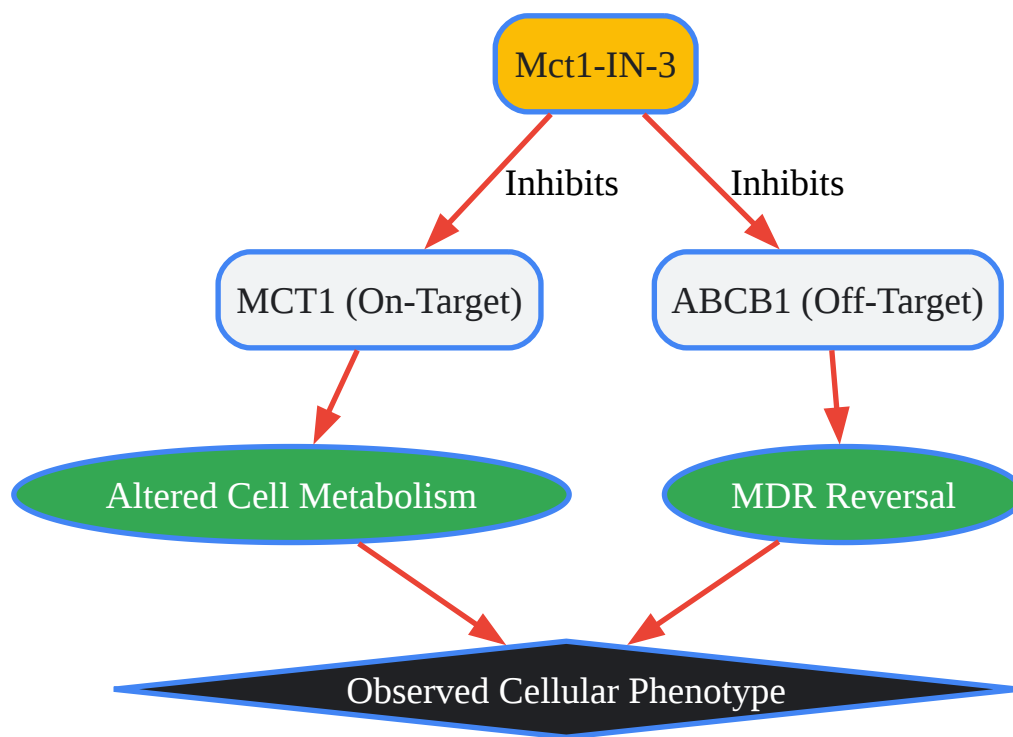 Mct1-IN-3
Inhibits
Inhibits
MCT1 (On-Target)
ABCB1 (Off-Target)
Altered Cell Metabolism
MDR Reversal
Observed Cellular Phenotype